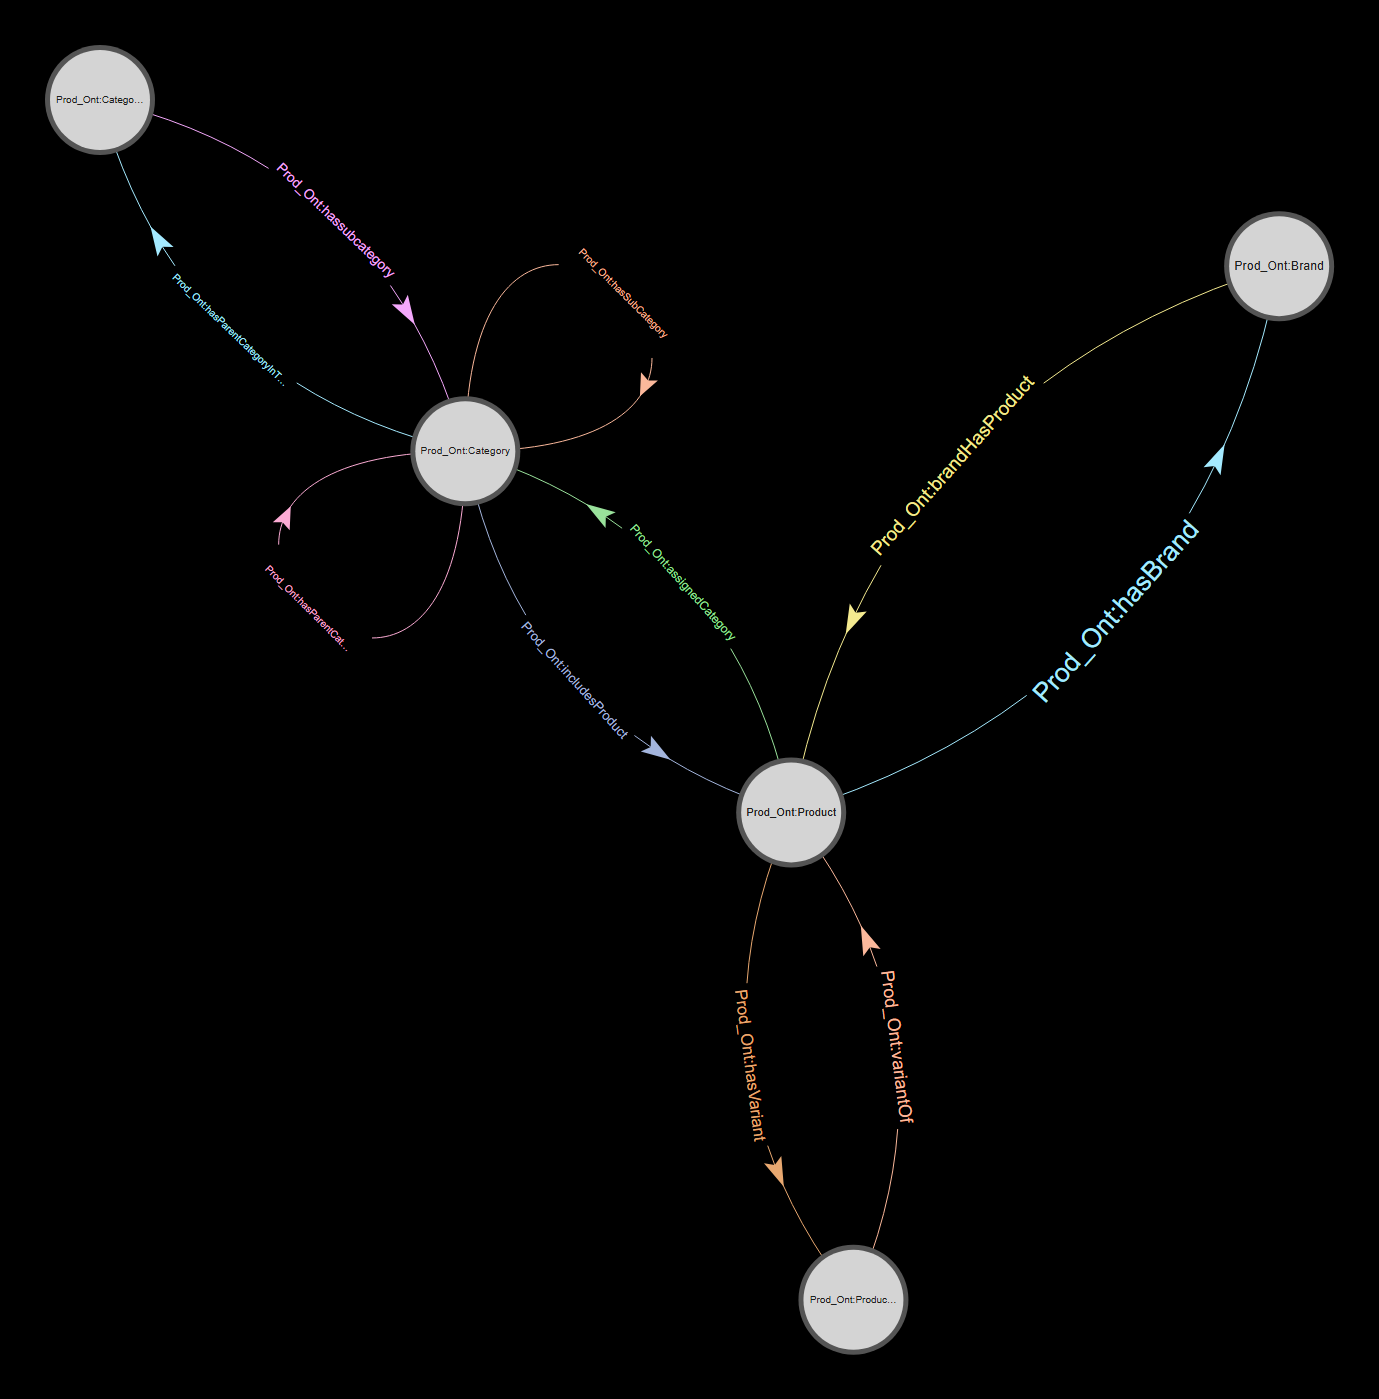 Prod_Ont:Catego...
Prod_Ont:hassubcategory
Prod_Ont:hasParentCategoryInT...
Prod_Ont:hasSubCategory
Prod_Ont:Brand
Prod_Ont:brandHasProduct
Prod_Ont:Category
Prod_Ont:hasParentCat...
Prod_Ont:assignedCategory
Prod_Ont:includesProduct
Prod_Ont:hasBrand
Prod_Ont:Product
Prod_Ont:hasVariant
Prod_Ont:variantOf
Prod_Ont:Produc...